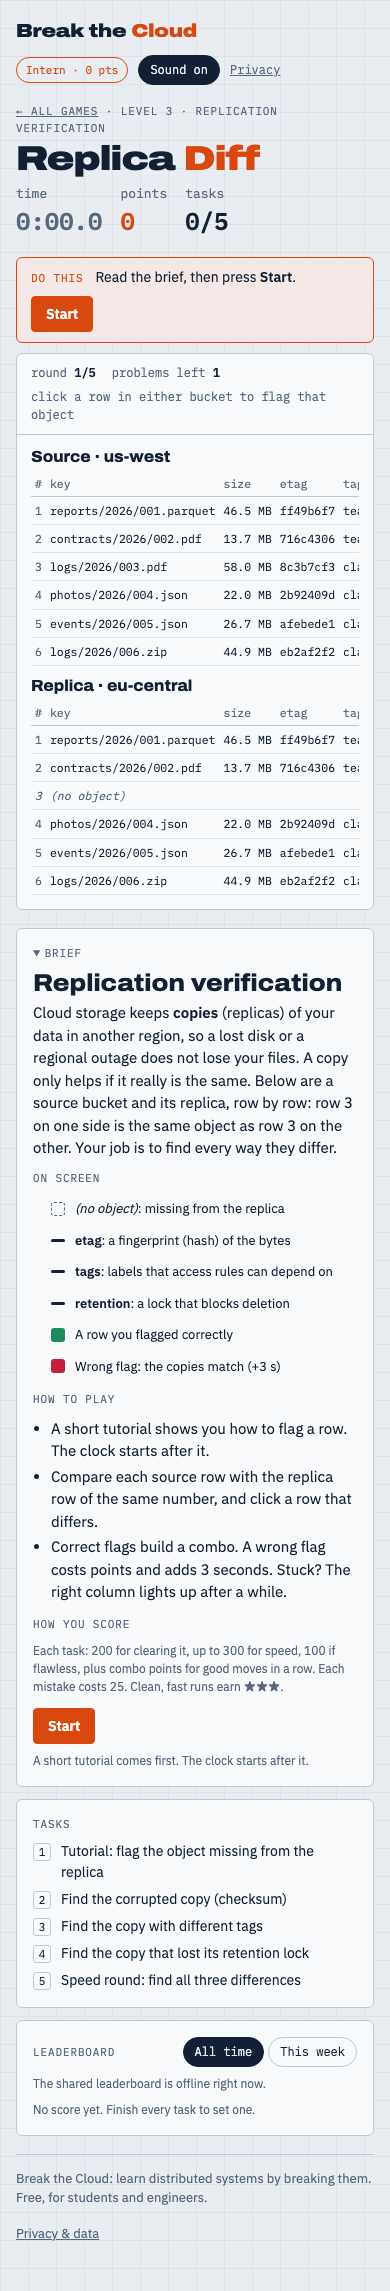 Break the Cloud
Intern · 0 pts
Sound on
Privacy
← ALL GAMES · LEVEL 3 · REPLICATION
VERIFICATION
Replica Diff
time points tasks
0:00.0 0 0/5
DO THIS Read the brief, then press Start.
Start
round 1/5 problems left 1
click a row in either bucket to flag that
object
Source · us-west
# key size etag tag
1 reports/2026/001.parquet 46.5 MB ff49b6f7 tea
2 contracts/2026/002.pdf 13.7 MB 716c4306 tea
3 logs/2026/003.pdf 58.0 MB 8c3b7cf3 cla
4 photos/2026/004.json 22.0 MB 2b92409d cla
5 events/2026/005.json 26.7 MB afebede1 cla
6 logs/2026/006.zip 44.9 MB eb2af2f2 cla
Replica · eu-central
# key size etag tag
1 reports/2026/001.parquet 46.5 MB ff49b6f7 tea
2 contracts/2026/002.pdf 13.7 MB 716c4306 tea
3 (no object)
4 photos/2026/004.json 22.0 MB 2b92409d cla
5 events/2026/005.json 26.7 MB afebede1 cla
6 logs/2026/006.zip 44.9 MB eb2af2f2 cla
▼ BRIEF
Replication verification
Cloud storage keeps copies (replicas) of your
data in another region, so a lost disk or a
regional outage does not lose your files. A copy
only helps if it really is the same. Below are a
source bucket and its replica, row by row: row 3
on one side is the same object as row 3 on the
other. Your job is to find every way they differ.
ON SCREEN
(no object): missing from the replica
etag: a fingerprint (hash) of the bytes
tags: labels that access rules can depend on
retention: a lock that blocks deletion
A row you flagged correctly
Wrong flag: the copies match (+3 s)
HOW TO PLAY
• A short tutorial shows you how to flag a row.
The clock starts after it.
• Compare each source row with the replica
row of the same number, and click a row that
differs.
• Correct flags build a combo. A wrong flag
costs points and adds 3 seconds. Stuck? The
right column lights up after a while.
HOW YOU SCORE
Each task: 200 for clearing it, up to 300 for speed, 100 if
flawless, plus combo points for good moves in a row. Each
mistake costs 25. Clean, fast runs earn ★★★.
Start
A short tutorial comes first. The clock starts after it.
TASKS
1 Tutorial: flag the object missing from the
replica
2 Find the corrupted copy (checksum)
3 Find the copy with different tags
4 Find the copy that lost its retention lock
5 Speed round: find all three differences
LEADERBOARD All time This week
The shared leaderboard is offline right now.
No score yet. Finish every task to set one.
Break the Cloud: learn distributed systems by breaking them.
Free, for students and engineers.
Privacy & data